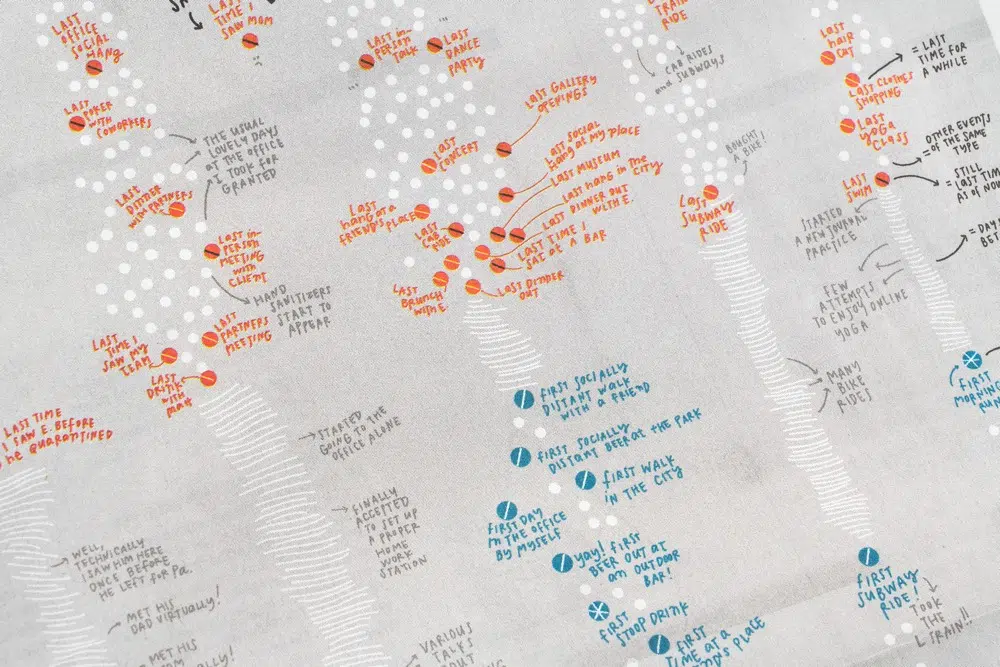 LAST
OFFICE
SOCIAL
HANG
LAST
TIME I
SAW MOM
LAST
POKER
WITH
COWORKERS
THE USUAL
LOVELY DAYS
AT THE OFFICE
I TOOK FOR
GRANTED
LAST
DINNER
WITH PARTNERS
LAST IN-
PERSON
MEETING
WITH
CLIENT
HAND
SANITIZERS
START TO
APPEAR
LAST
PARTNERS
MEETING
LAST
TIME I
SAW MY
TEAM
LAST
DRINK
WITH
MAX
LAST TIME
I SAW E. BEFORE
he QUARANTINED
WELL,
TECHNICALLY
I SAW HIM HERE
ONCE BEFORE
HE LEFT FOR Pa.
MET HIS
DAD VIRTUALLY!
MET HIS
STARTED
GOING TO THE
OFFICE ALONE
FINALLY
ACCEPTED
TO SET UP
A PROPER
HOME
WORK
STATION
VARIOUS
TALKS
LAST IN-
PERSON
TALK
LAST
DANCE
PARTY
LAST GALLERY
OPENINGS
LAST
CONCERT
LAST SOCIAL
HANG AT MY PLACE
LAST MUSEUM
LAST HANG IN THE
CITY
LAST DINNER OUT
WITH E.
LAST TIME I
SAT AT A BAR
LAST DINNER
OUT
LAST
HANG AT A
FRIEND'S PLACE
LAST
CAB
RIDE
LAST
BRUNCH
WITH E
FIRST SOCIALLY
DISTANT WALK
WITH A FRIEND
FIRST SOCIALLY
DISTANT BEER AT THE PARK
FIRST WALK
IN THE CITY
FIRST DAY
IN THE OFFICE
BY MYSELF
YAY! FIRST
BEER OUT AT
AN OUTDOOR
BAR!
FIRST
STOOP DRINK
FIRST
TIME AT A
PLACE
TRAIN
RIDE
CAB RIDES
and SUBWAYS
BOUGHT
A BIKE!
LAST
SUBWAY
RIDE
MANY
BIKE
RIDES
FIRST
SUBWAY
RIDE!
TOOK
THE
L TRAIN!!
LAST
HAIR
CUT
= LAST
TIME FOR
A WHILE
LAST CLOTHES
SHOPPING
LAST
YOGA
CLASS
OTHER EVENTS
= OF THE SAME
TYPE
LAST
SWIM
STILL
= LAST TIME
AS OF NOW
STARTED
A NEW JOURNAL
PRACTICE
FEW
ATTEMPTS
TO ENJOY ONLINE
YOGA
FIRST
MORNING
RUN